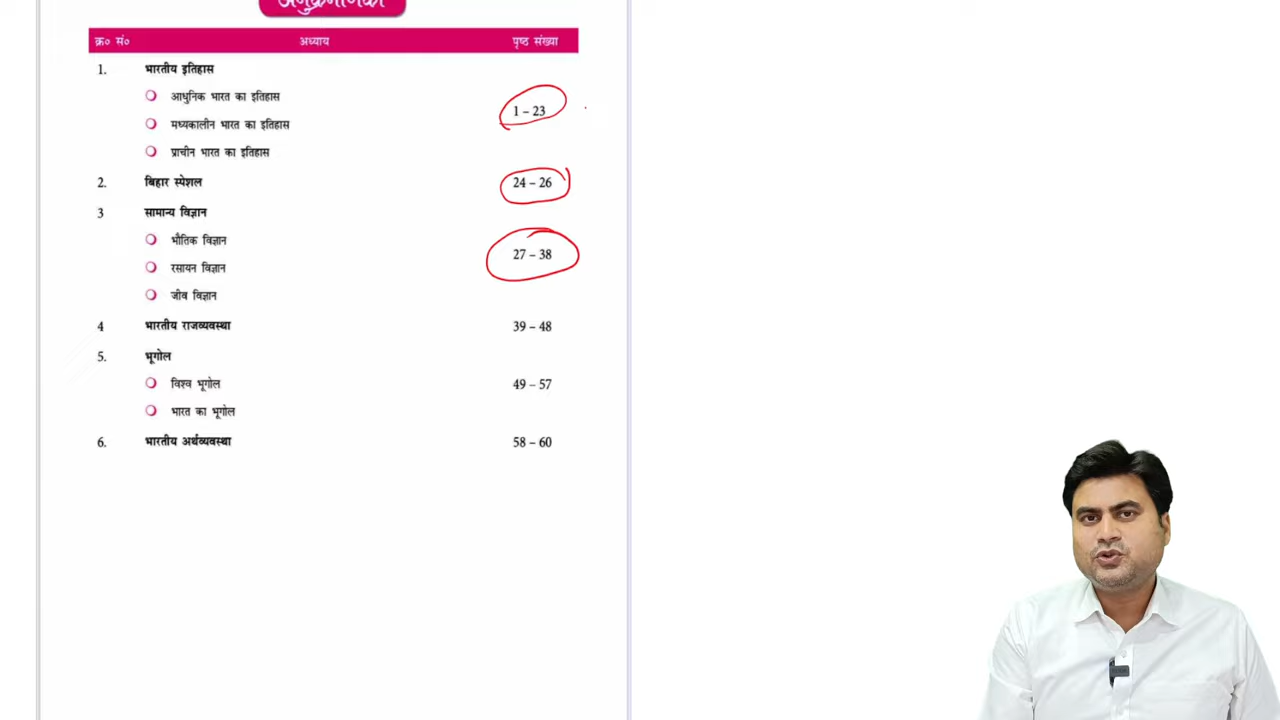 अनुक्रमणिका
क्र० सं० अध्याय पृष्ठ संख्या
1. भारतीय इतिहास
आधुनिक भारत का इतिहास
1 – 23
मध्यकालीन भारत का इतिहास
प्राचीन भारत का इतिहास
2. बिहार स्पेशल 24 – 26
3 सामान्य विज्ञान
भौतिक विज्ञान
27 – 38
रसायन विज्ञान
जीव विज्ञान
4 भारतीय राजव्यवस्था 39 – 48
5. भूगोल
विश्व भूगोल 49 – 57
भारत का भूगोल
6. भारतीय अर्थव्यवस्था 58 – 60